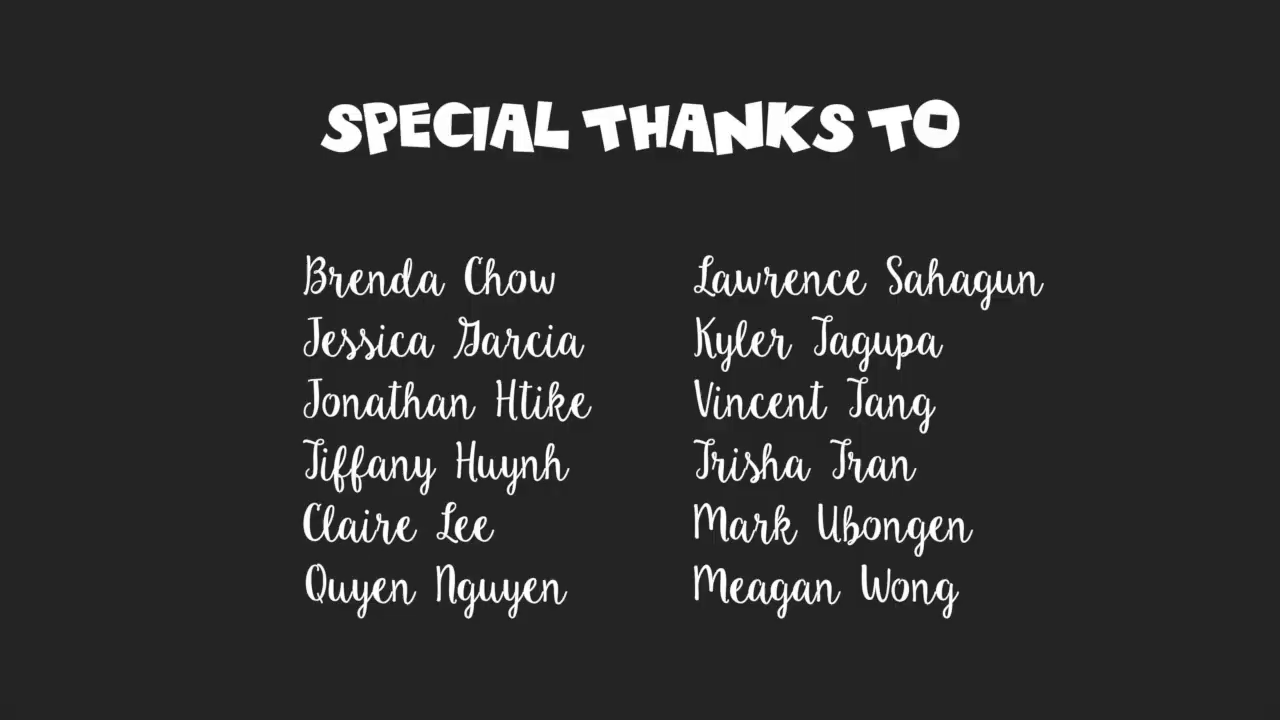 SPECIAL THANKS TO
Brenda Chow
Jessica Garcia
Jonathan Htike
Tiffany Huynh
Claire Lee
Quyen Nguyen
Lawrence Sahagun
Kyler Tagupa
Vincent Tang
Trisha Tran
Mark Ubongen
Meagan Wong